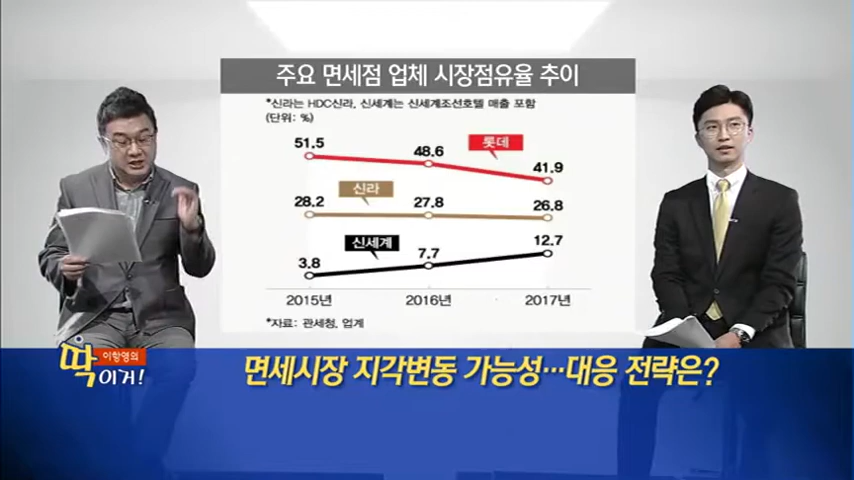 주요 면세점 업체 시장점유율 추이
*신라는 HDC신라, 신세계는 신세계조선호텔 매출 포함
(단위: %)
51.5
48.6
롯데
41.9
28.2
신라
27.8
26.8
3.8
신세계
7.7
12.7
2015년 2016년 2017년
*자료: 관세청, 업계
이항영의
딱
이거!
면세시장 지각변동 가능성…대응 전략은?